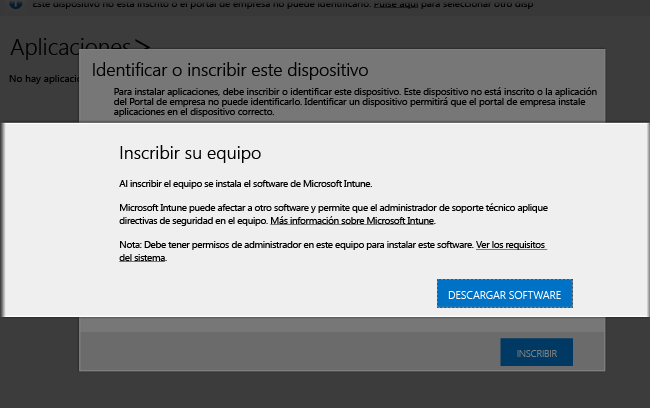 Este dispositivo no está inscrito o el portal de empresa no puede identificarlo. Pulse aquí para seleccionar otro disp
Aplicaciones >
No hay aplicacio
Identificar o inscribir este dispositivo
Para instalar aplicaciones, debe inscribir o identificar este dispositivo. Este dispositivo no está inscrito o la aplicación
del Portal de empresa no puede identificarlo. Identificar un dispositivo permitirá que el portal de empresa instale
aplicaciones en el dispositivo correcto.
Inscribir su equipo
Al inscribir el equipo se instala el software de Microsoft Intune.
Microsoft Intune puede afectar a otro software y permite que el administrador de soporte técnico aplique
directivas de seguridad en el equipo. Más información sobre Microsoft Intune.
Nota: Debe tener permisos de administrador en este equipo para instalar este software. Ver los requisitos
del sistema.
DESCARGAR SOFTWARE
INSCRIBIR